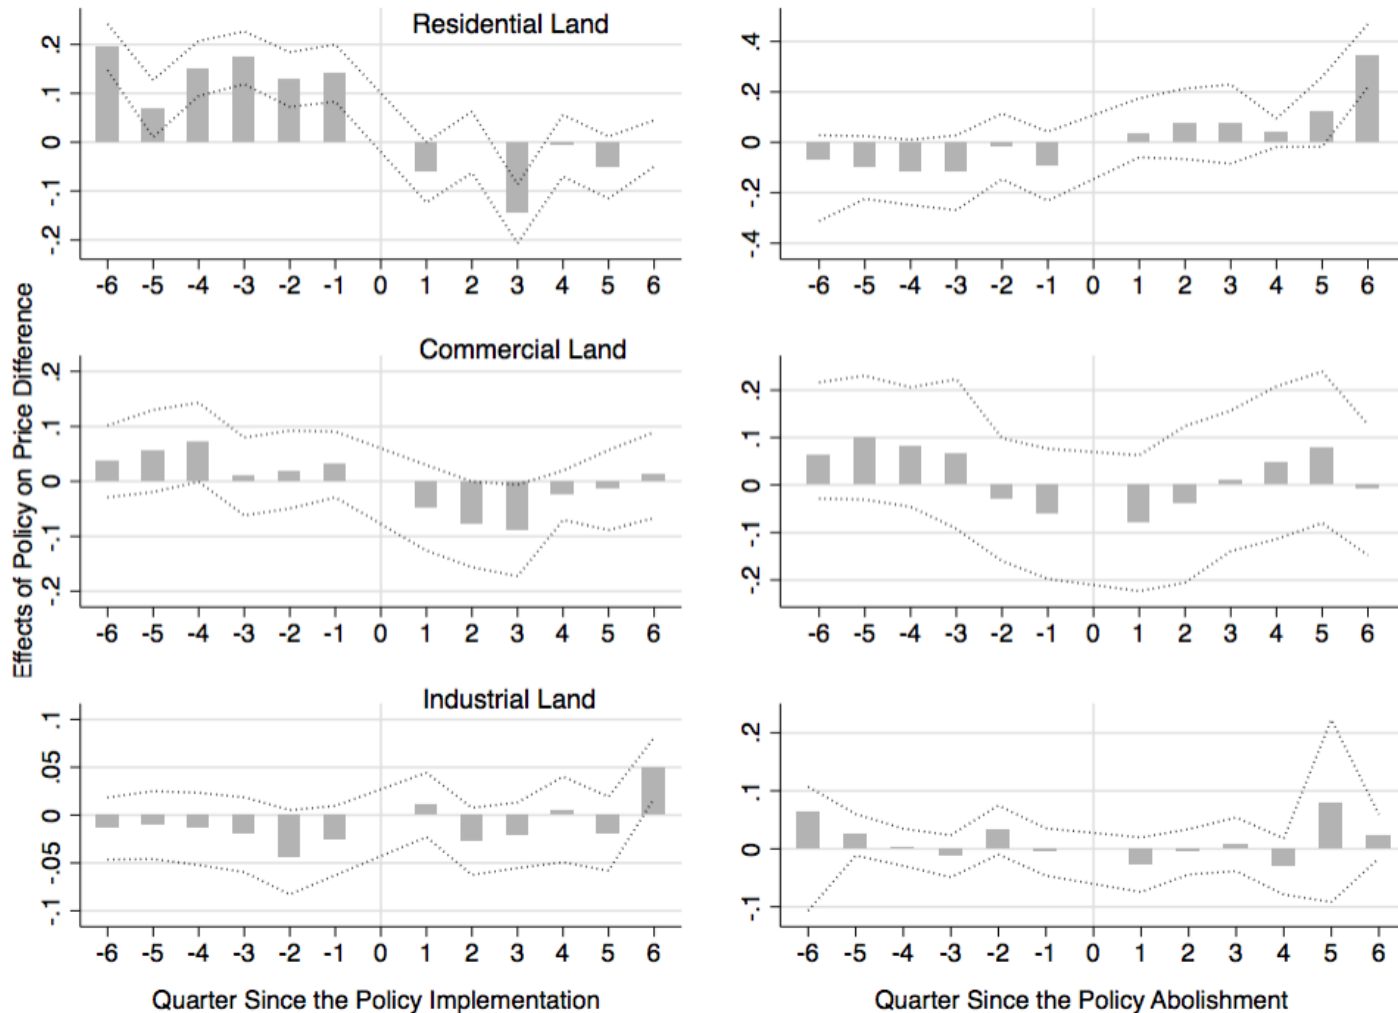 Effects of Policy on Price Difference
Residential Land
.2
.1
0
-.1
-.2
-6 -5 -4 -3 -2 -1 0 1 2 3 4 5 6
.4
.2
0
-.2
-.4
-6 -5 -4 -3 -2 -1 0 1 2 3 4 5 6
Commercial Land
.2
.1
0
-.1
-.2
-6 -5 -4 -3 -2 -1 0 1 2 3 4 5 6
.2
.1
0
-.1
-.2
-6 -5 -4 -3 -2 -1 0 1 2 3 4 5 6
Industrial Land
.1
.05
0
-.05
-.1
-6 -5 -4 -3 -2 -1 0 1 2 3 4 5 6
.2
.1
0
-.1
-6 -5 -4 -3 -2 -1 0 1 2 3 4 5 6
Quarter Since the Policy Implementation
Quarter Since the Policy Abolishment